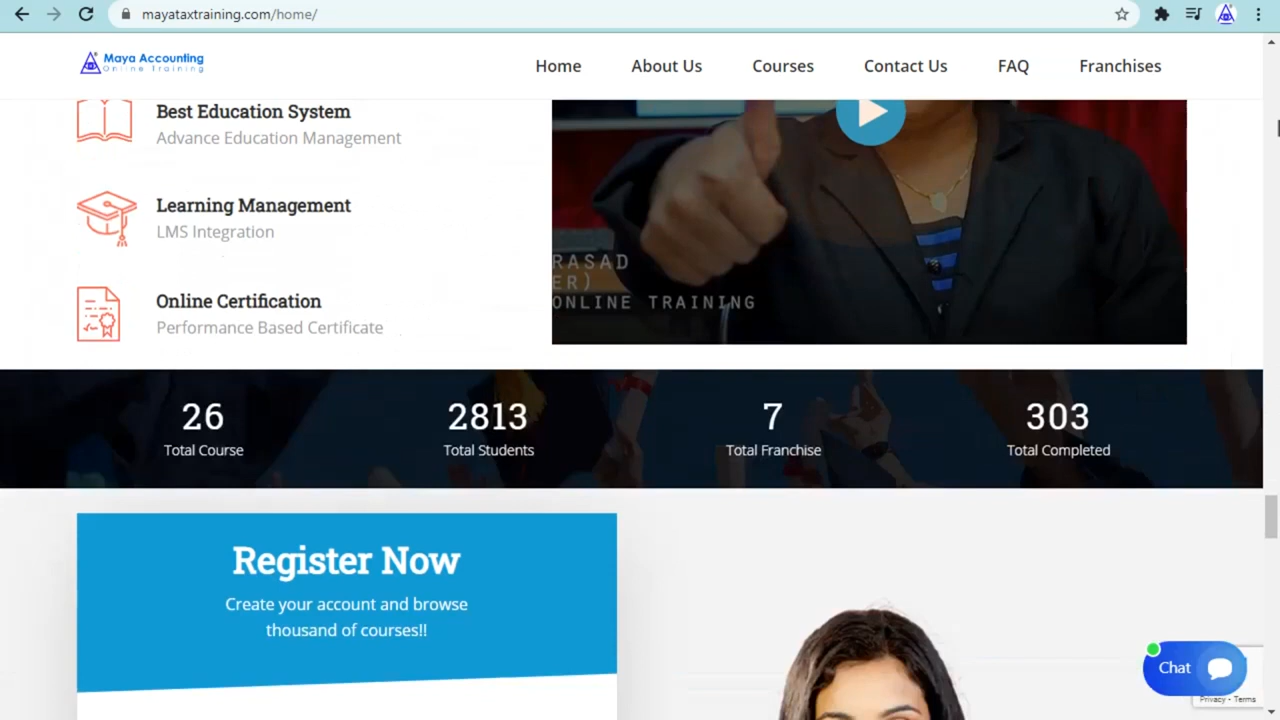 mayataxtraining.com/home/
Maya Accounting
Online Training
Home
About Us
Courses
Contact Us
FAQ
Franchises
Best Education System
Advance Education Management
Learning Management
LMS Integration
Online Certification
Performance Based Certificate
RASAD
ER)
ONLINE TRAINING
26
Total Course
2813
Total Students
7
Total Franchise
303
Total Completed
Register Now
Create your account and browse
thousand of courses!!
Chat
Privacy - Terms